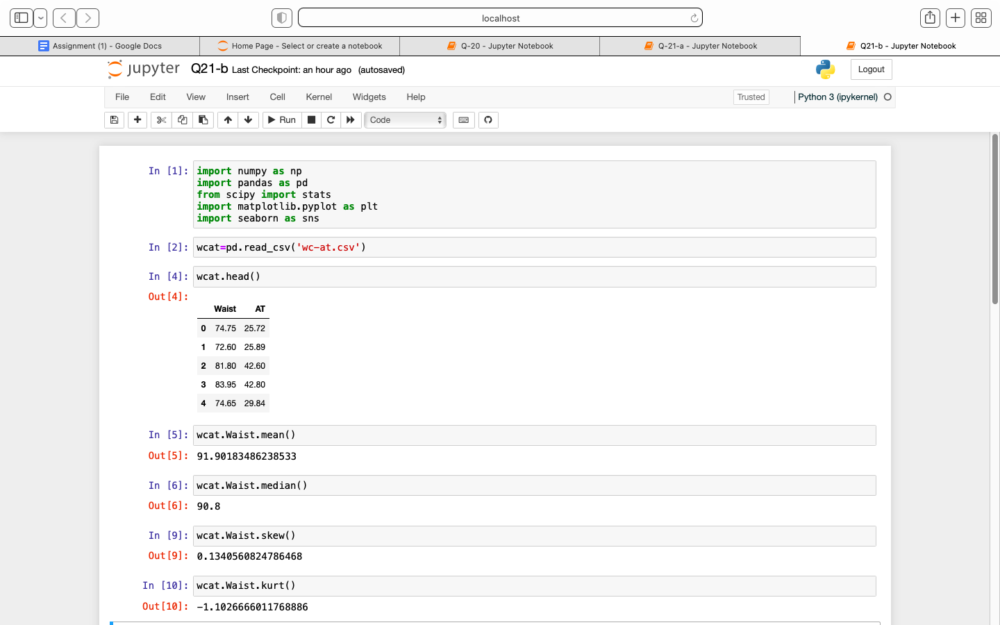 localhost
Assignment (1) - Google Docs
Home Page - Select or create a notebook
Q-20 - Jupyter Notebook
Q-21-a - Jupyter Notebook
Q21-b - Jupyter Notebook
jupyter Q21-b Last Checkpoint: an hour ago (autosaved)
Logout
File Edit View Insert Cell Kernel Widgets Help
Trusted
Python 3 (ipykernel)
Run
Code
In [1]: import numpy as np
import pandas as pd
from scipy import stats
import matplotlib.pyplot as plt
import seaborn as sns
In [2]: wcat=pd.read_csv('wc-at.csv')
In [4]: wcat.head()
Out[4]:
Waist AT
0 74.75 25.72
1 72.60 25.89
2 81.80 42.60
3 83.95 42.80
4 74.65 29.84
In [5]: wcat.Waist.mean()
Out[5]: 91.90183486238533
In [6]: wcat.Waist.median()
Out[6]: 90.8
In [9]: wcat.Waist.skew()
Out[9]: 0.1340560824786468
In [10]: wcat.Waist.kurt()
Out[10]: -1.1026666011768886